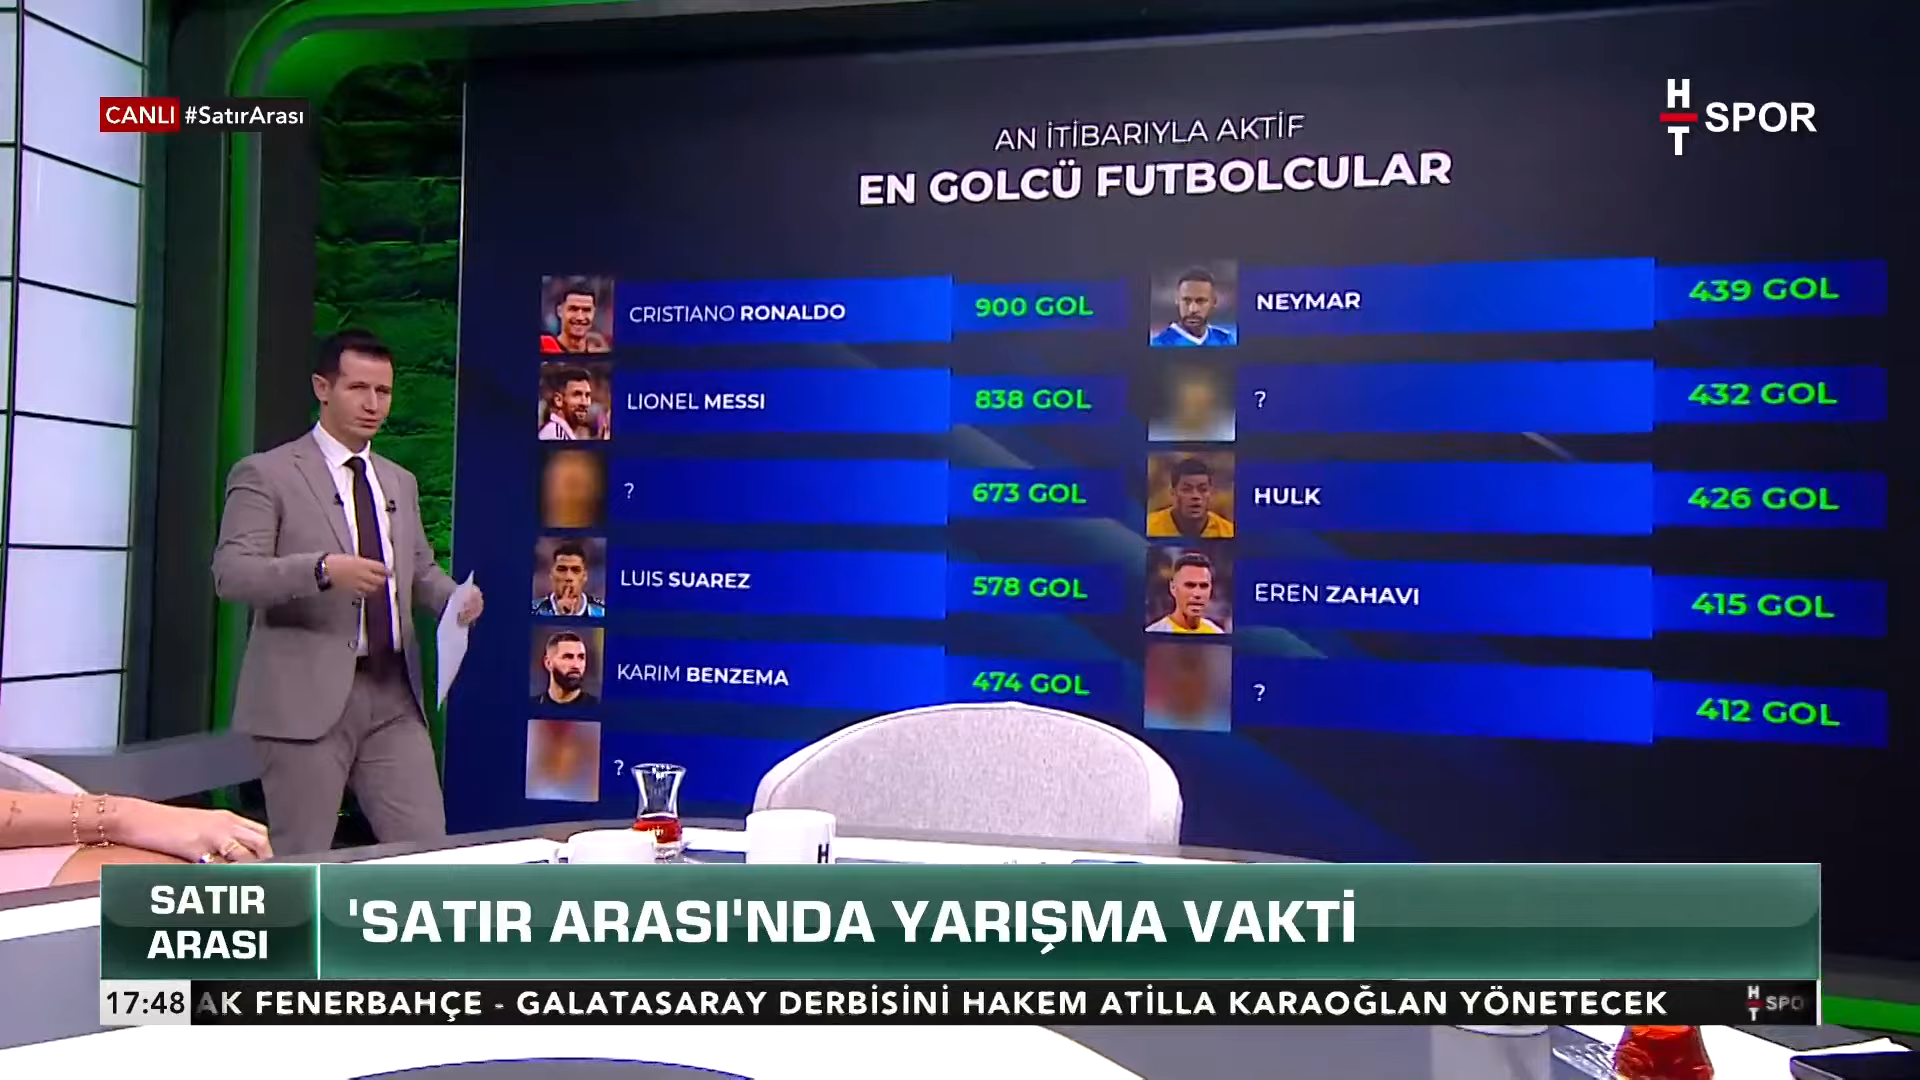 CANLI #SatırArası
H
T SPOR
AN İTİBARIYLA AKTİF
EN GOLCÜ FUTBOLCULAR
CRISTIANO RONALDO 900 GOL
LIONEL MESSI 838 GOL
? 673 GOL
LUIS SUAREZ 578 GOL
KARIM BENZEMA 474 GOL
?
NEYMAR 439 GOL
? 432 GOL
HULK 426 GOL
EREN ZAHAVI 415 GOL
? 412 GOL
H
SATIR
ARASI
'SATIR ARASI'NDA YARIŞMA VAKTİ
17:48 AK FENERBAHÇE - GALATASARAY DERBİSİNİ HAKEM ATİLLA KARAOĞLAN YÖNETECEK
H
T SPO